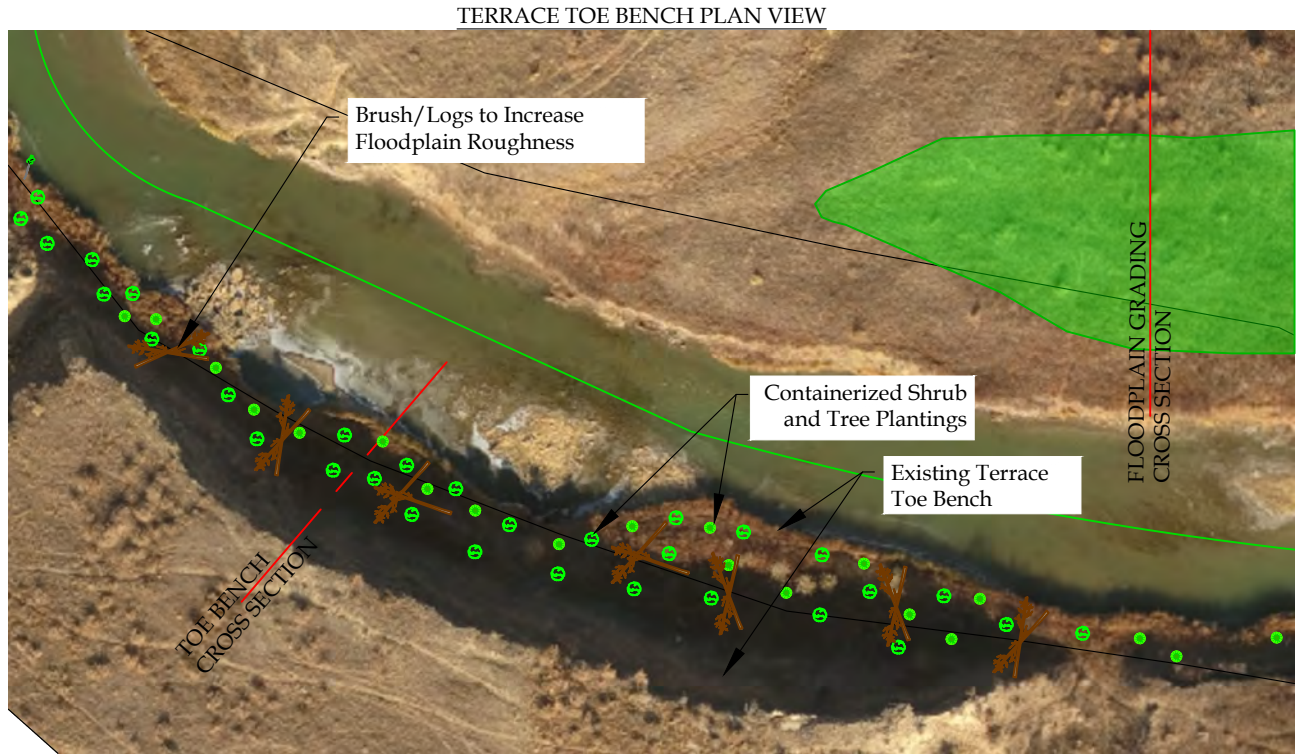 TERRACE TOE BENCH PLAN VIEW
Brush/Logs to Increase
Floodplain Roughness
Containerized Shrub
and Tree Plantings
Existing Terrace
Toe Bench
FLOODPLAIN GRADING
CROSS SECTION
TOE BENCH
CROSS SECTION